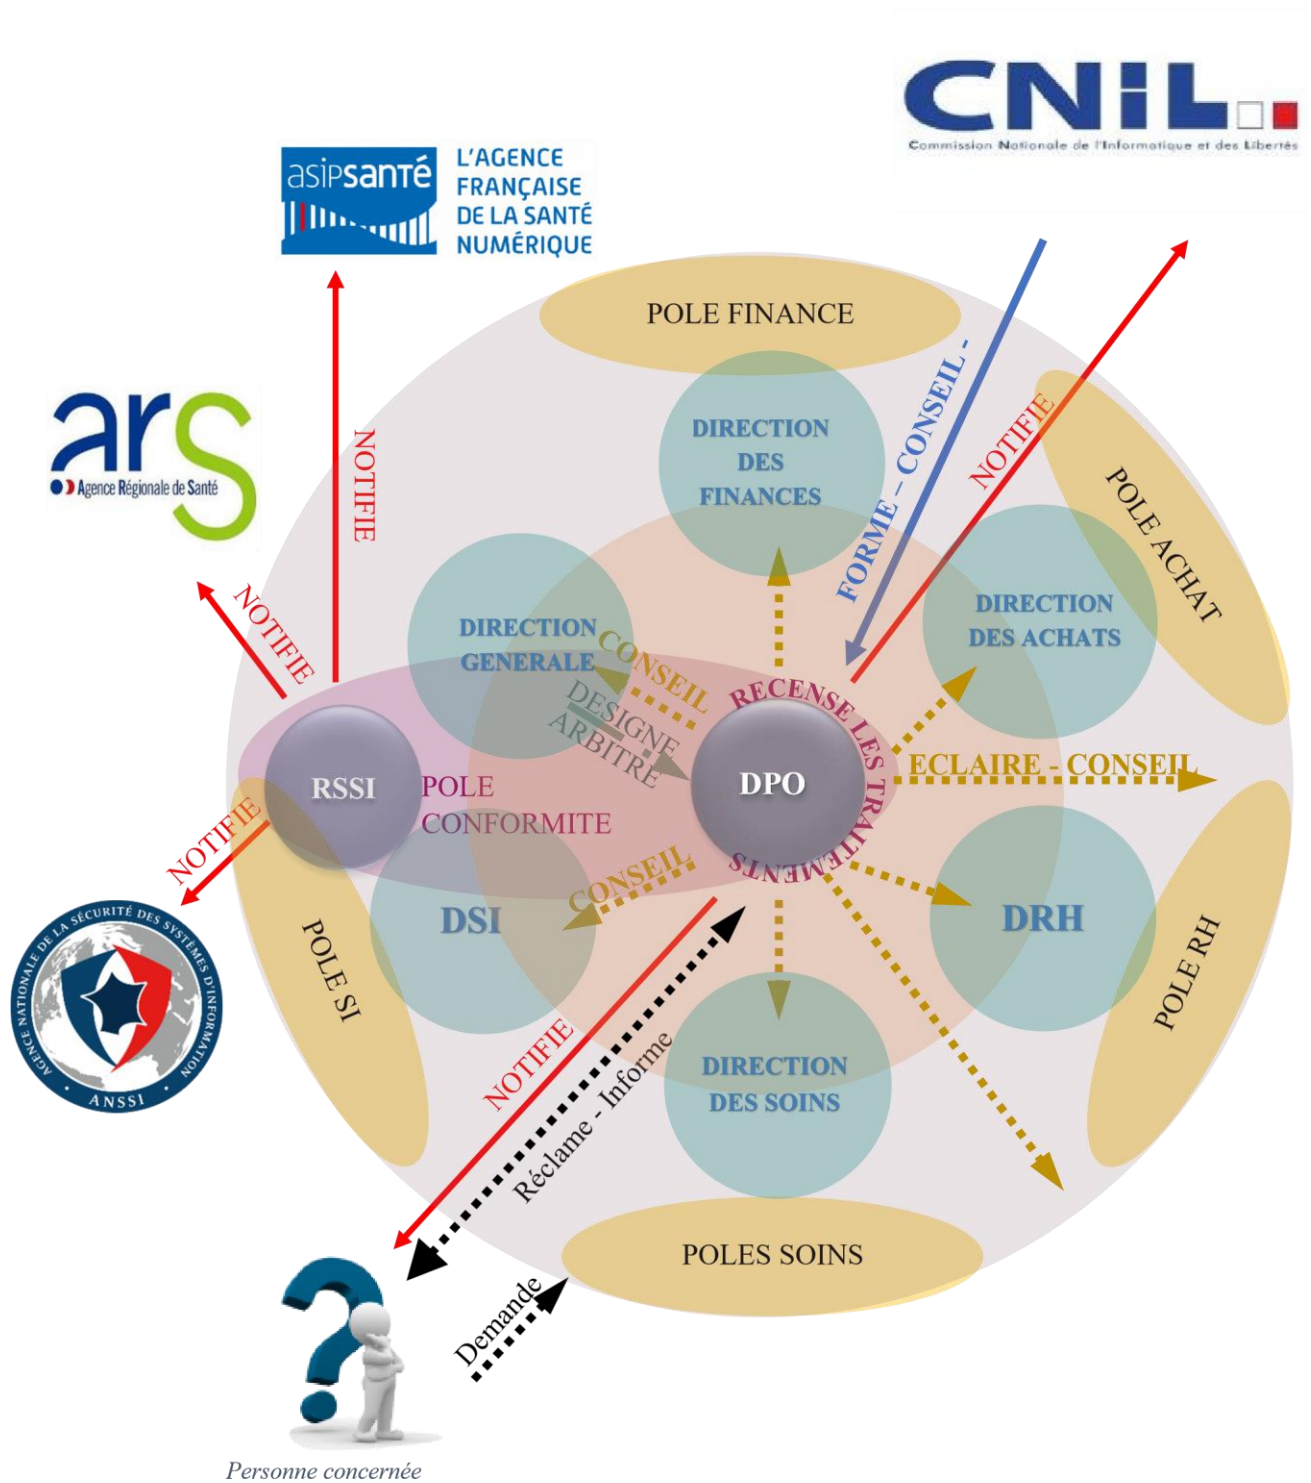 CNiL
Commission Nationale de l'Informatique et des Libertés
asipsanté
L'AGENCE
FRANÇAISE
DE LA SANTÉ
NUMÉRIQUE
POLE FINANCE
FORME – CONSEIL -
NOTIFIE
ars
Agence Régionale de Santé
NOTIFIE
DIRECTION
DES
FINANCES
POLE ACHAT
NOTIFIE
DIRECTION
GENERALE
DIRECTION
DES ACHATS
CONSEIL
DESIGNE
ARBITRE
RECENSE LES TRAITEMENTS
RSSI
POLE
CONFORMITE
DPO
ECLAIRE - CONSEIL
NOTIFIE
CONSEIL
DSI
DRH
POLE SI
POLE RH
AGENCE NATIONALE DE LA SÉCURITÉ DES SYSTÈMES D'INFORMATION
ANSSI
NOTIFIE
Réclame - Informe
DIRECTION
DES SOINS
POLES SOINS
Demande
Personne concernée